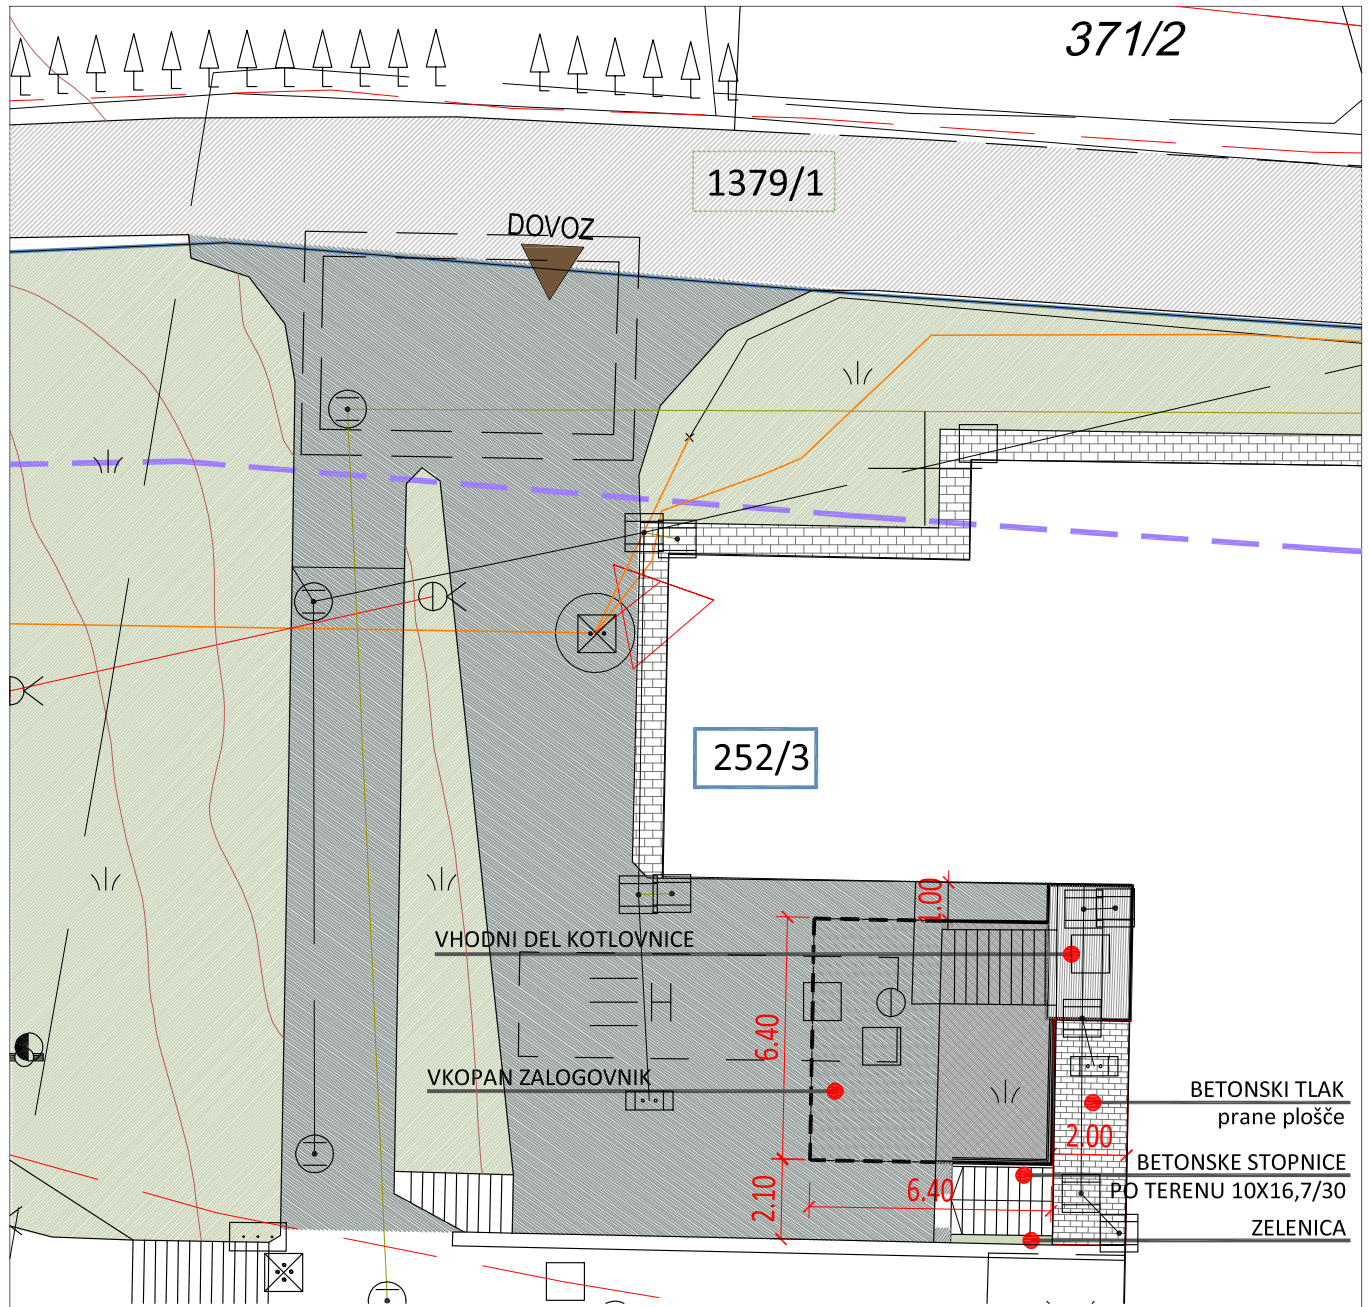 371/2
1379/1
DOVOZ
252/3
1.00
VHODNI DEL KOTLOVNICE
6.40
VKOPAN ZALOGOVNIK
BETONSKI TLAK
prane plošče
2.00
BETONSKE STOPNICE
PO TERENU 10X16,7/30
6.40
2.10
ZELENICA